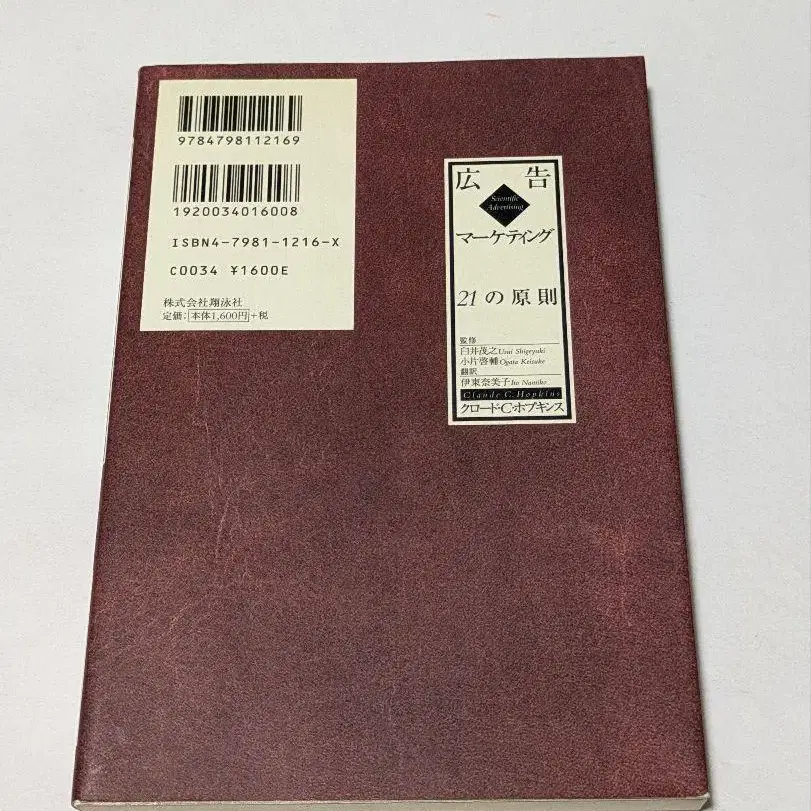 9784798112169
1920034016008
ISBN4-7981-1216-X
C0034 ¥1600E
株式会社翔泳社
定価：本体1,600円+税
広告
Scientific
Advertising
マーケティング
21の原則
監修
臼井茂之 Usui Shigeyuki
小片啓輔 Ogata Keisuke
翻訳
伊東奈美子 Ito Namiko
Claude C. Hopkins
クロード・C・ホプキンス